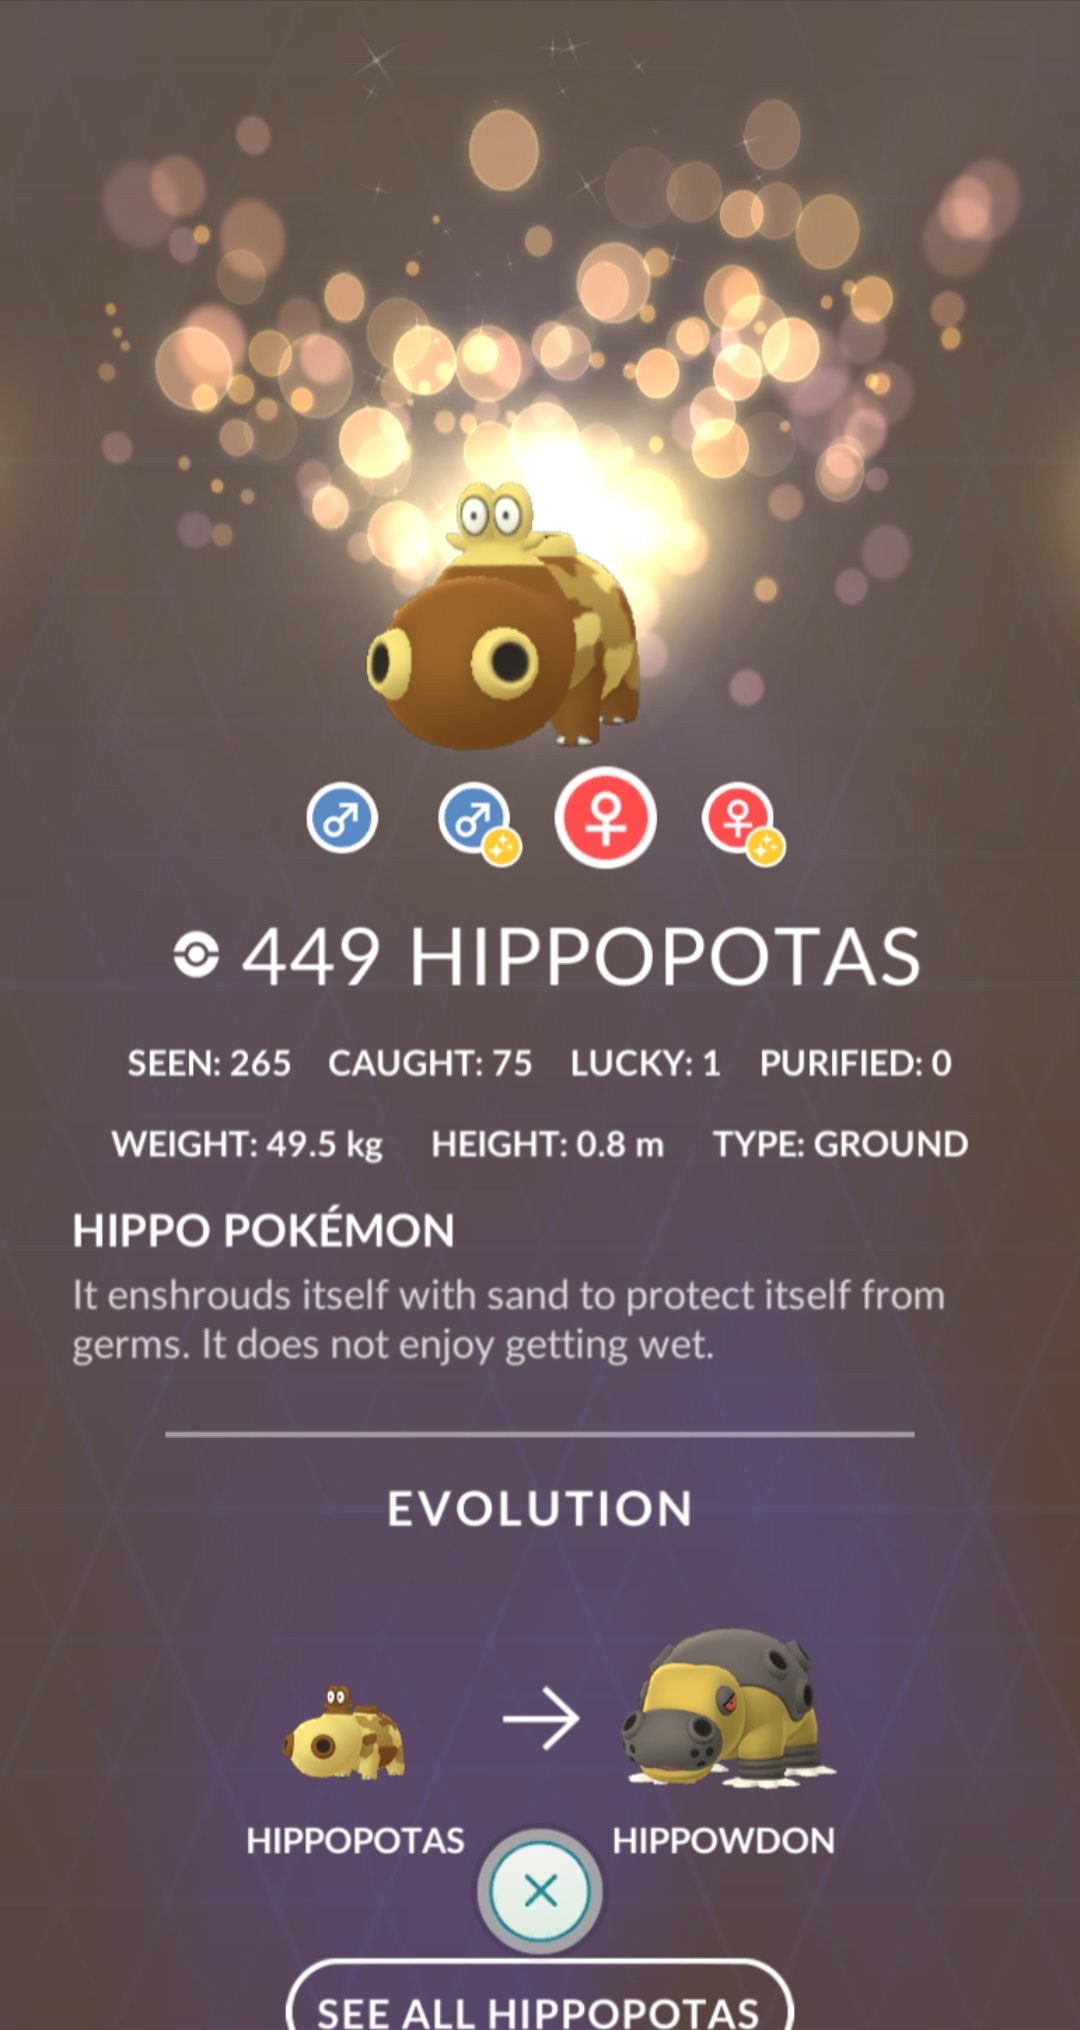 449 HIPPOPOTAS
SEEN: 265 CAUGHT: 75 LUCKY: 1 PURIFIED: 0
WEIGHT: 49.5 kg HEIGHT: 0.8 m TYPE: GROUND
HIPPO POKÉMON
It enshrouds itself with sand to protect itself from
germs. It does not enjoy getting wet.
EVOLUTION
HIPPOPOTAS HIPPOWDON
SEE ALL HIPPOPOTAS